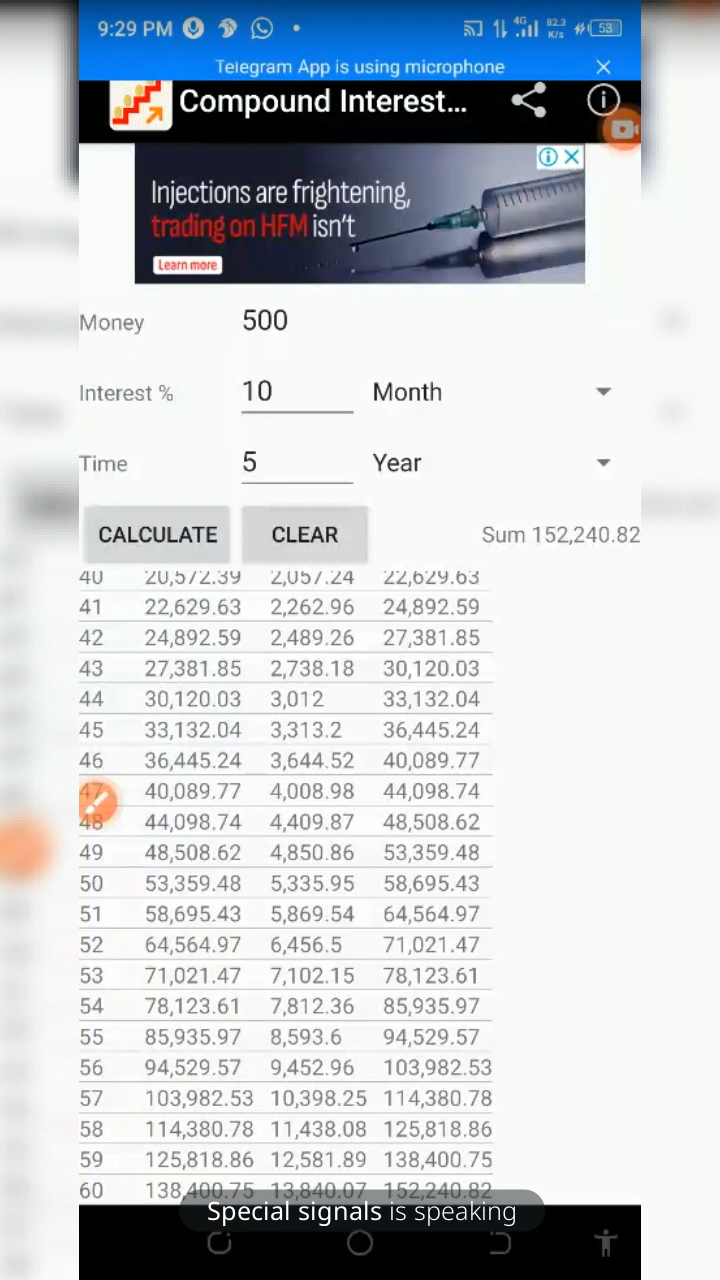 9:29 PM 4G 82.3 K/s 53
Telegram App is using microphone
Compound Interest...
Injections are frightening,
trading on HFM isn't
Learn more
Money 500
Interest % 10 Month
Time 5 Year
CALCULATE CLEAR Sum 152,240.82
40 20,572.39 2,057.24 22,629.63
41 22,629.63 2,262.96 24,892.59
42 24,892.59 2,489.26 27,381.85
43 27,381.85 2,738.18 30,120.03
44 30,120.03 3,012 33,132.04
45 33,132.04 3,313.2 36,445.24
46 36,445.24 3,644.52 40,089.77
47 40,089.77 4,008.98 44,098.74
48 44,098.74 4,409.87 48,508.62
49 48,508.62 4,850.86 53,359.48
50 53,359.48 5,335.95 58,695.43
51 58,695.43 5,869.54 64,564.97
52 64,564.97 6,456.5 71,021.47
53 71,021.47 7,102.15 78,123.61
54 78,123.61 7,812.36 85,935.97
55 85,935.97 8,593.6 94,529.57
56 94,529.57 9,452.96 103,982.53
57 103,982.53 10,398.25 114,380.78
58 114,380.78 11,438.08 125,818.86
59 125,818.86 12,581.89 138,400.75
60 138,400.75 13,840.07 152,240.82
Special signals is speaking